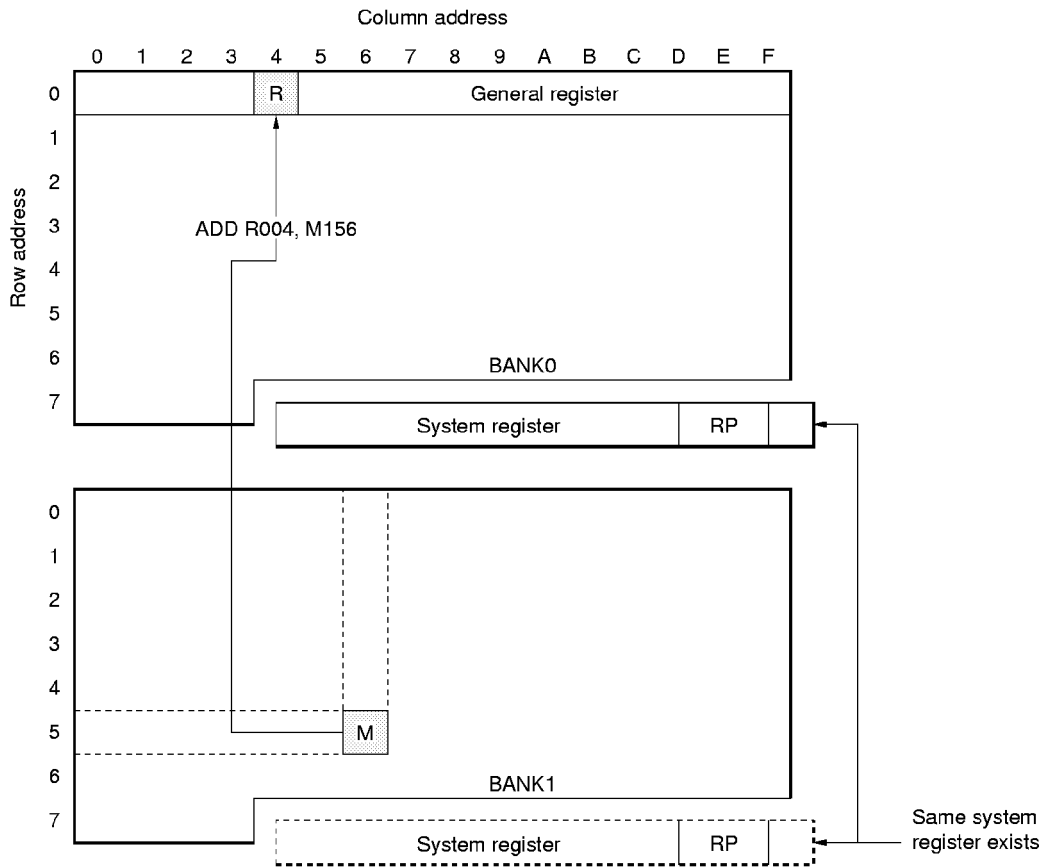 Column address
0 1 2 3 4 5 6 7 8 9 A B C D E F
Row address
0 R General register
1
2
3 ADD R004, M156
4
5
6 BANK0
7 System register RP
0
1
2
3
4
5 M
6 BANK1
7 System register RP
Same system
register exists